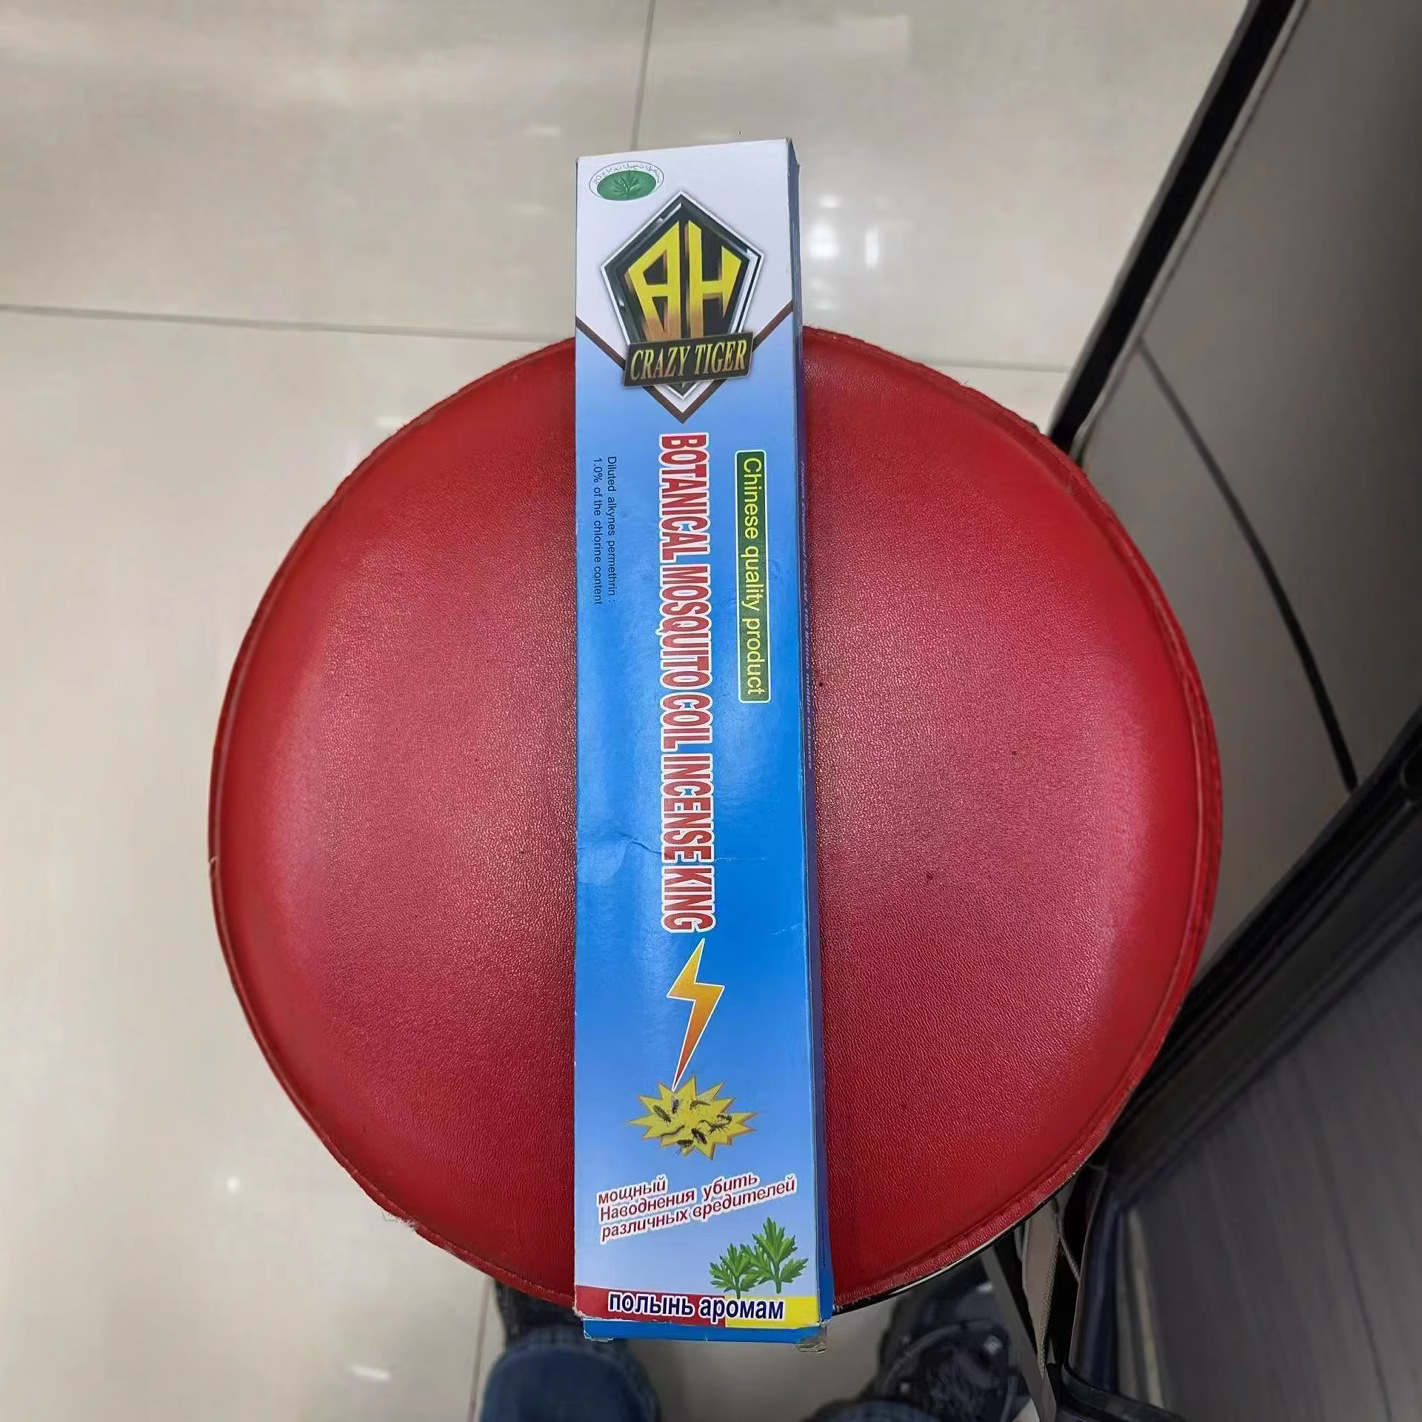 BH
CRAZY TIGER
Chinese quality product
BOTANICAL MOSQUITO COIL INCENSE KING
Diluted alkynes permethrin :
1.0% of the chlorine content
мощный
Наводнения убить
различных вредителей
полынь аромам